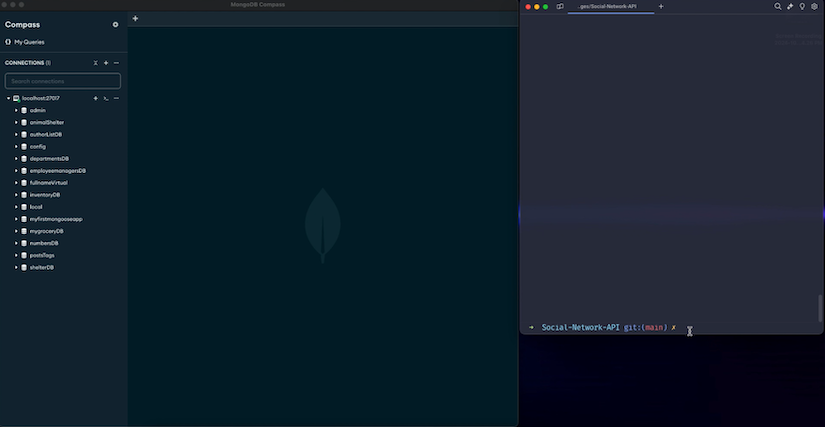 MongoDB Compass
Compass
{} My Queries
CONNECTIONS (1)
Search connections
localhost:27017
admin
animalShelter
authorListDB
config
departmentsDB
employeemanagersDB
fullnameVirtual
inventoryDB
local
myfirstmongooseapp
mygroceryDB
numbersDB
postsTags
shelterDB
..ges/Social-Network-API
→ Social-Network-API git:(main) ✗